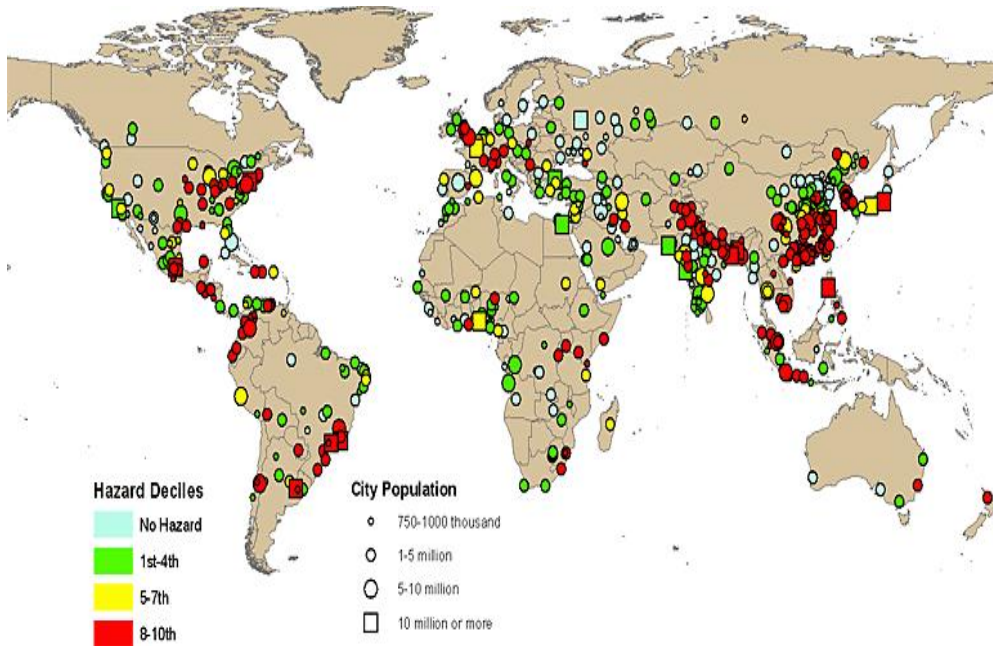 Hazard Deciles
No Hazard
1st-4th
5-7th
8-10th
City Population
750-1000 thousand
1-5 million
5-10 million
10 million or more